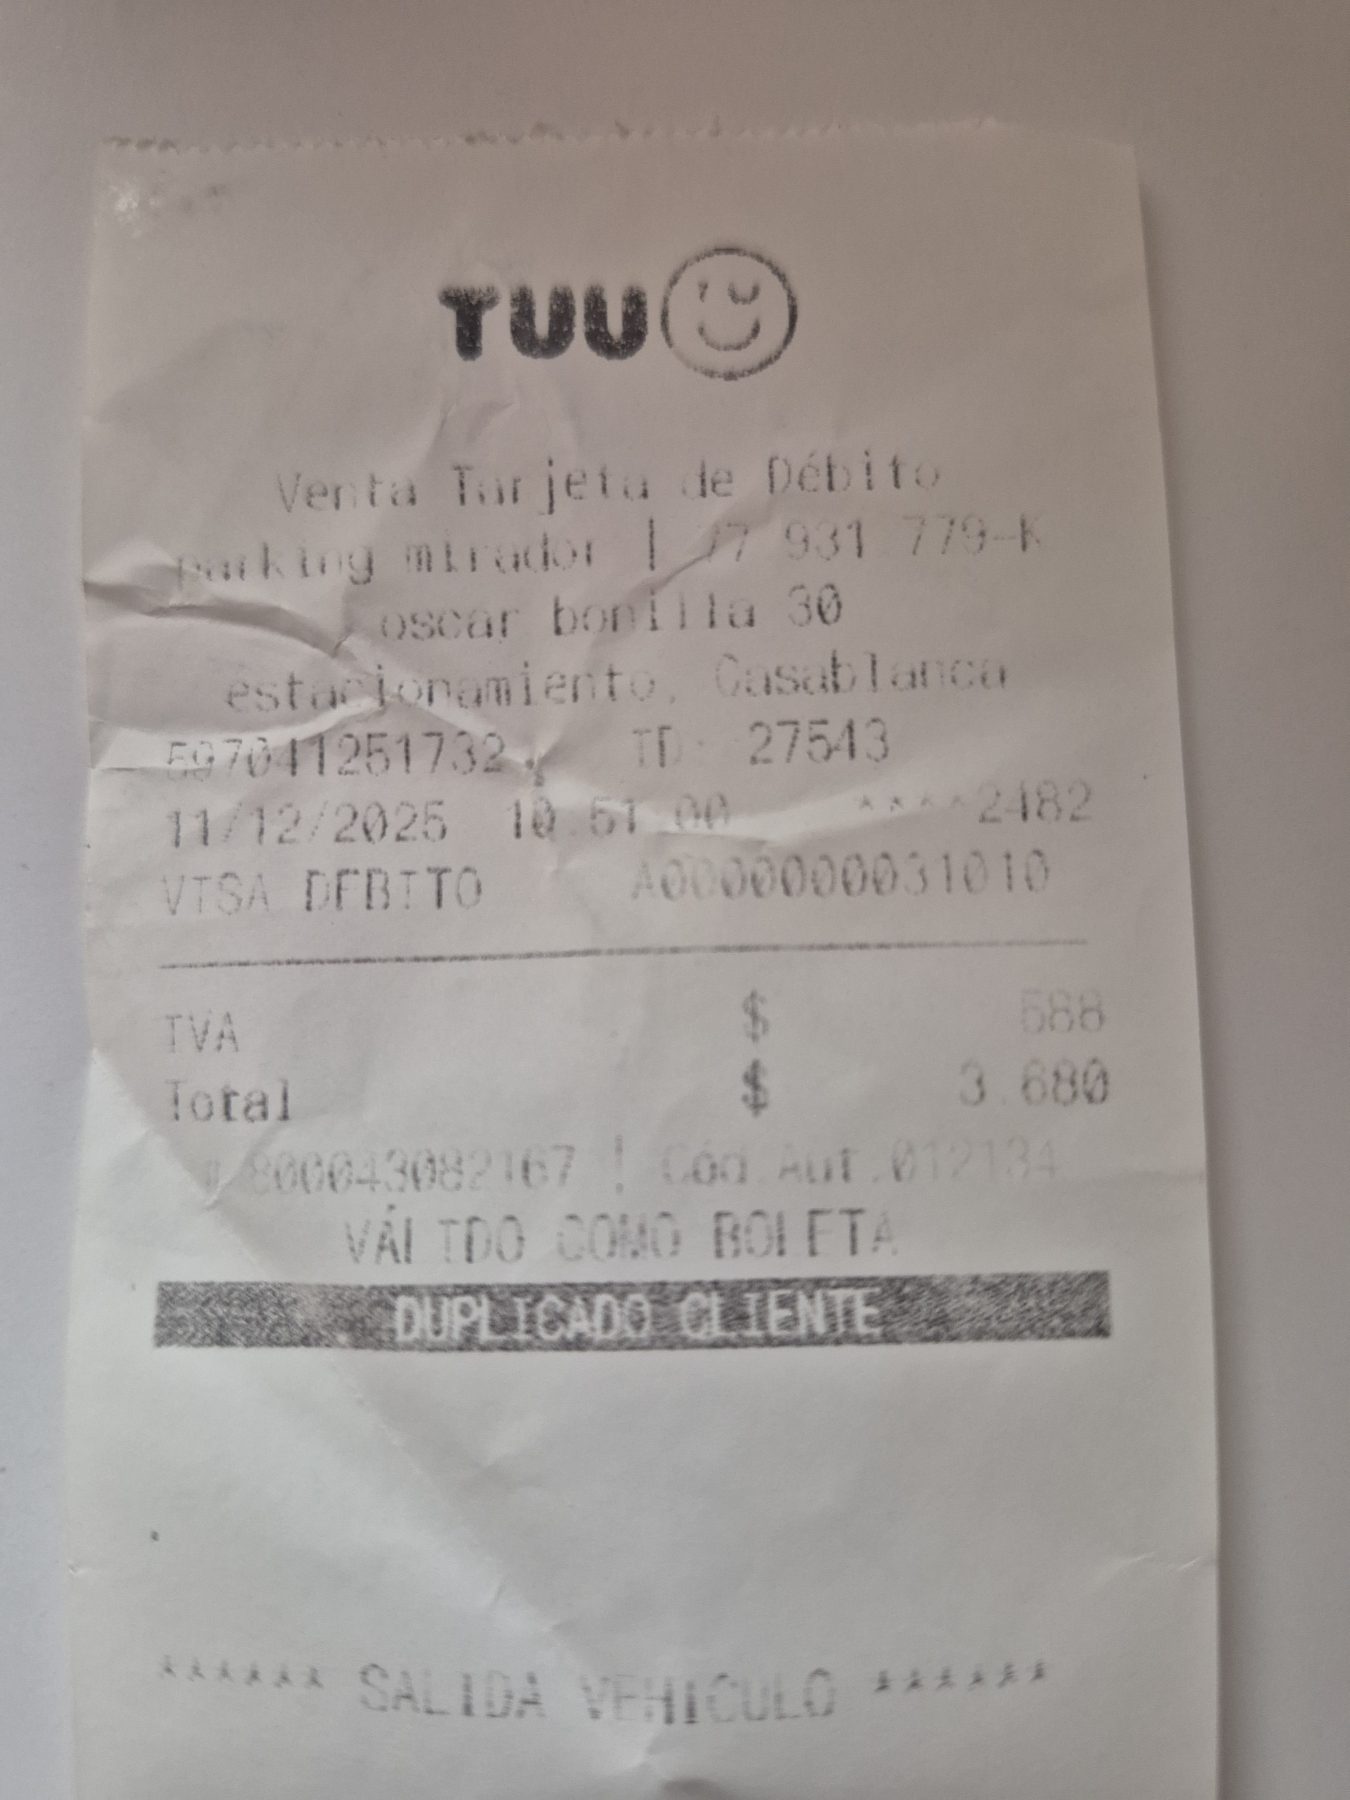 TUU
Venta Tarjeta de Débito
parking mirador | 77 931 779-K
oscar bonilla 30
estacionamiento, Casablanca
597041251732 ID: 27543
11/12/2025 10:51:00 ****2482
VISA DEBITO A0000000031010
IVA $ 588
Total $ 3.680
800043082167 | Cód.Aut.012134
VÁLIDO COMO BOLETA
DUPLICADO CLIENTE
****** SALIDA VEHICULO ******